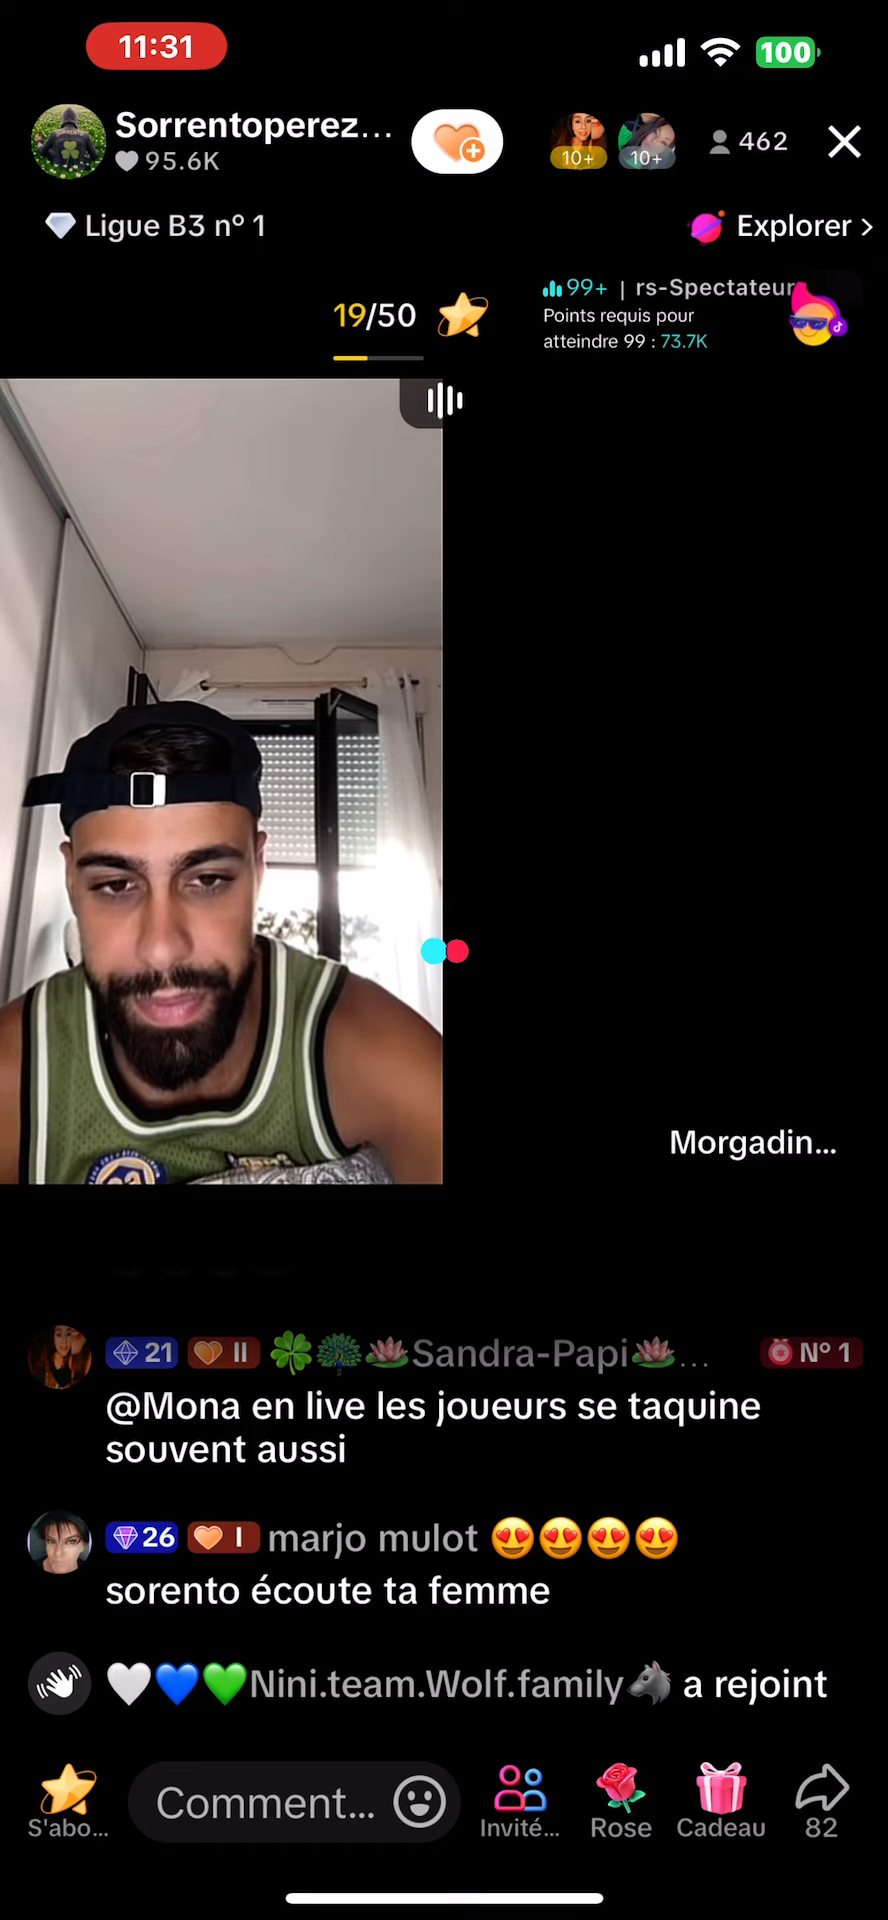 11:31
100
Sorrentoperez...
95.6K
10+
10+
462
Ligue B3 nº 1
Explorer >
19/50
99+ | rs-Spectateur
Points requis pour
atteindre 99 : 73.7K
Morgadin...
21 II 🍀🦚🪷Sandra-Papi🪷... Nº 1
@Mona en live les joueurs se taquine
souvent aussi
26 I marjo mulot 😍😍😍😍
sorento écoute ta femme
🤍💙💚Nini.team.Wolf.family🐺 a rejoint
S'abo...
Comment...
Invité...
Rose
Cadeau
82